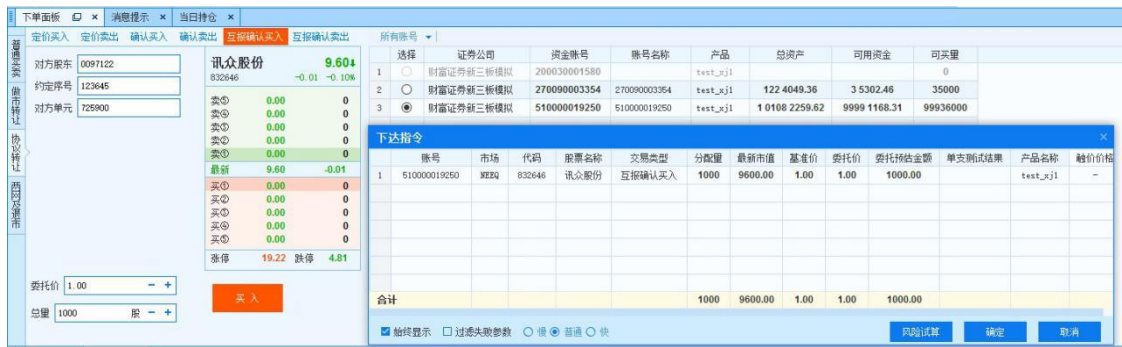 下单面板 × 消息提示 × 当日持仓 ×
定价买入 定价卖出 确认买入 确认卖出 互报确认买入 互报确认卖出
普通买卖
做市转让
协议转让
两网及退市
对方股东 0097122
约定序号 123645
对方单元 725900
委托价 1.00 - +
总量 1000 股 - +
讯众股份 9.60↓
832646 -0.01 -0.10%
卖⑤ 0.00 0
卖④ 0.00 0
卖③ 0.00 0
卖② 0.00 0
卖① 0.00 0
最新 9.60 -0.01
买① 0.00 0
买② 0.00 0
买③ 0.00 0
买④ 0.00 0
买⑤ 0.00 0
涨停 19.22 跌停 4.81
买入
所有账号
选择 证券公司 资金账号 账号名称 产品 总资产 可用资金 可买量
1 财富证券新三板模拟 200030001580 test_xjl 0
2 财富证券新三板模拟 270090003354 270090003354 test_xjl 122 4049.36 3 5302.46 35000
3 财富证券新三板模拟 510000019250 510000019250 test_xjl 1 0108 2259.62 9999 1168.31 99936000
下达指令 ×
账号 市场 代码 股票名称 交易类型 分配量 最新市值 基准价 委托价 委托预估金额 单支测试结果 产品名称 触价价格
1 510000019250 NEEQ 832646 讯众股份 互报确认买入 1000 9600.00 1.00 1.00 1000.00 test_xjl -
合计 1000 9600.00 1.00 1.00 1000.00
始终显示 过滤失败参数 慢 普通 快 风险试算 确定 取消